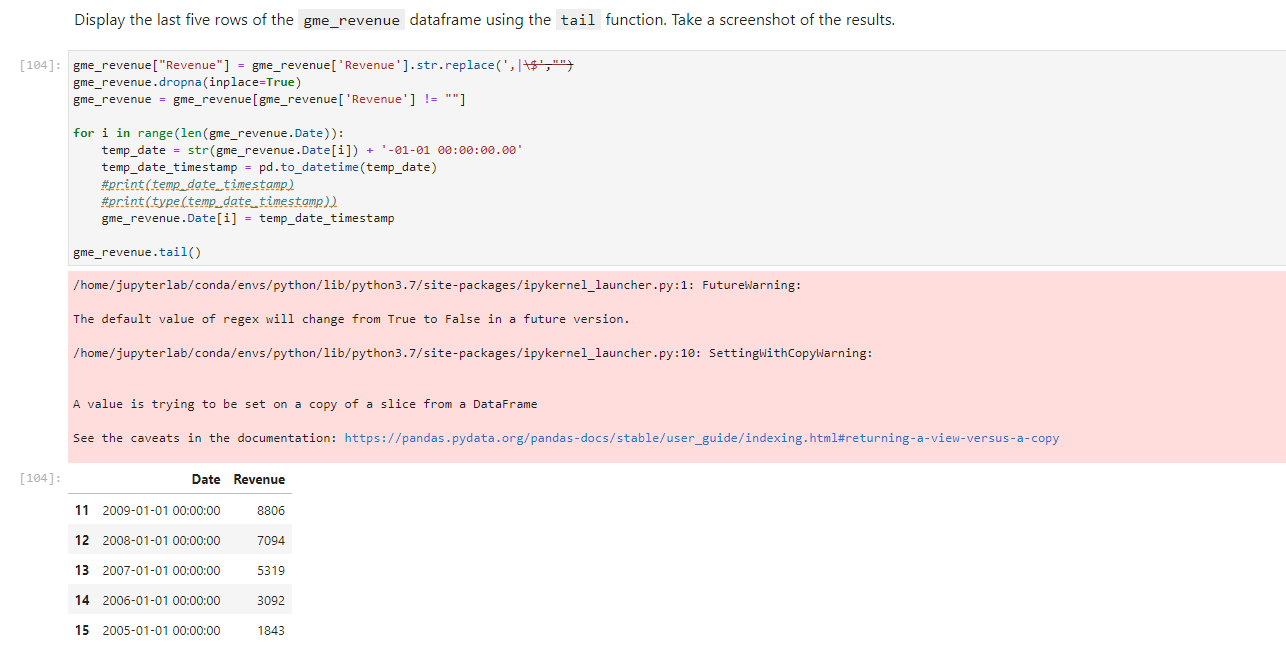 Display the last five rows of the gme_revenue dataframe using the tail function. Take a screenshot of the results.
[104]: gme_revenue["Revenue"] = gme_revenue['Revenue'].str.replace(',|\$',"")
gme_revenue.dropna(inplace=True)
gme_revenue = gme_revenue[gme_revenue['Revenue'] != ""]
for i in range(len(gme_revenue.Date)):
    temp_date = str(gme_revenue.Date[i]) + '-01-01 00:00:00.00'
    temp_date_timestamp = pd.to_datetime(temp_date)
    #print(temp_date_timestamp)
    #print(type(temp_date_timestamp))
    gme_revenue.Date[i] = temp_date_timestamp
gme_revenue.tail()
/home/jupyterlab/conda/envs/python/lib/python3.7/site-packages/ipykernel_launcher.py:1: FutureWarning:
The default value of regex will change from True to False in a future version.
/home/jupyterlab/conda/envs/python/lib/python3.7/site-packages/ipykernel_launcher.py:10: SettingWithCopyWarning:
A value is trying to be set on a copy of a slice from a DataFrame
See the caveats in the documentation: https://pandas.pydata.org/pandas-docs/stable/user_guide/indexing.html#returning-a-view-versus-a-copy
[104]: Date Revenue
11 2009-01-01 00:00:00 8806
12 2008-01-01 00:00:00 7094
13 2007-01-01 00:00:00 5319
14 2006-01-01 00:00:00 3092
15 2005-01-01 00:00:00 1843